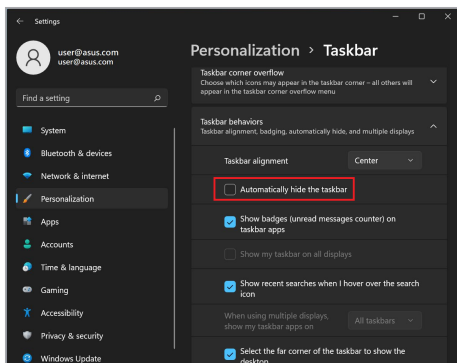 Settings
user@asus.com
user@asus.com
Find a setting
System
Bluetooth & devices
Network & internet
Personalization
Apps
Accounts
Time & language
Gaming
Accessibility
Privacy & security
Windows Update
Personalization > Taskbar
Taskbar corner overflow
Choose which icons may appear in the taskbar corner – all others will
appear in the taskbar corner overflow menu
Taskbar behaviors
Taskbar alignment, badging, automatically hide, and multiple displays
Taskbar alignment
Center
Automatically hide the taskbar
Show badges (unread messages counter) on
taskbar apps
Show my taskbar on all displays
Show recent searches when I hover over the search
icon
When using multiple displays,
show my taskbar apps on
All taskbars
Select the far corner of the taskbar to show the
desktop